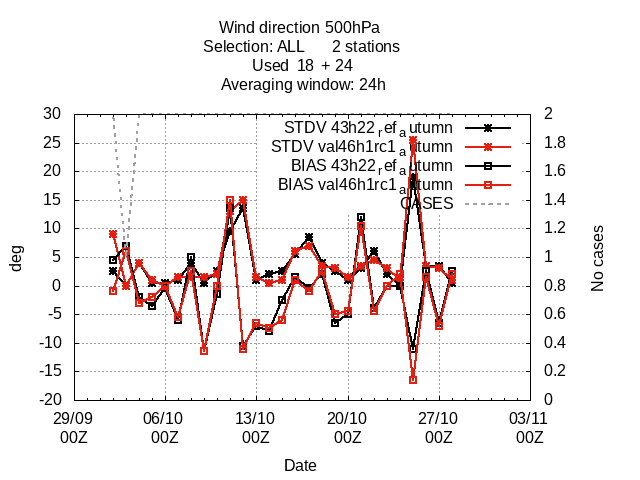 Wind direction 500hPa
Selection: ALL 2 stations
Used 18 + 24
Averaging window: 24h
STDV 43h22ref_autumn
STDV val46h1rc1_autumn
BIAS 43h22ref_autumn
BIAS val46h1rc1_autumn
CASES
deg
30
25
20
15
10
5
0
-5
-10
-15
-20
2
1.8
1.6
1.4
1.2
1
0.8
0.6
0.4
0.2
0
No cases
29/09 06/10 13/10 20/10 27/10 03/11
00Z 00Z 00Z 00Z 00Z 00Z
Date